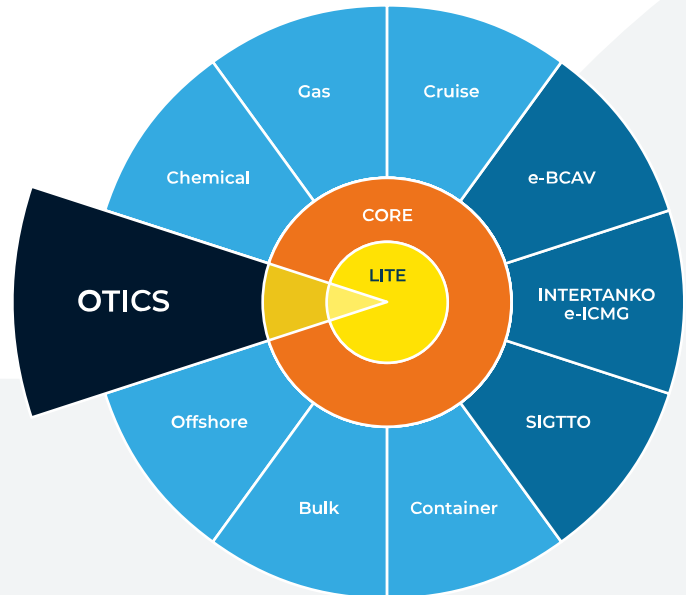 Gas
Cruise
Chemical
e-BCAV
CORE
LITE
OTICS
INTERTANKO
e-ICMG
Offshore
SIGTTO
Bulk
Container